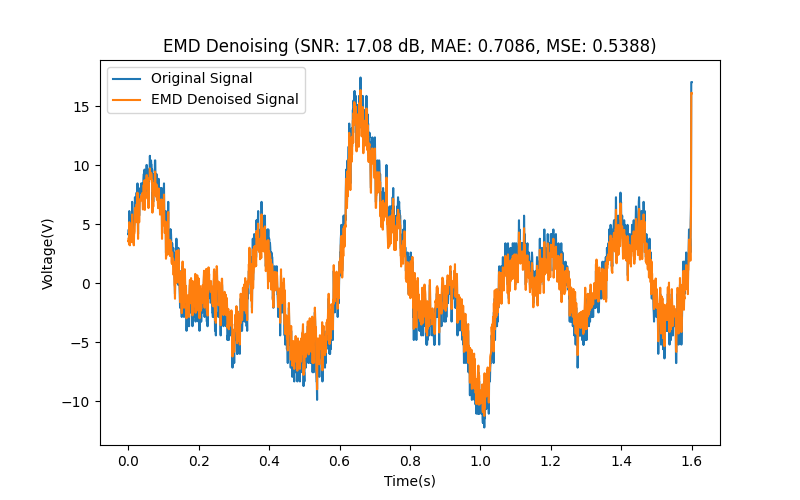 EMD Denoising (SNR: 17.08 dB, MAE: 0.7086, MSE: 0.5388)
Original Signal
EMD Denoised Signal
15
10
5
0
−5
−10
Voltage(V)
0.0 0.2 0.4 0.6 0.8 1.0 1.2 1.4 1.6
Time(s)